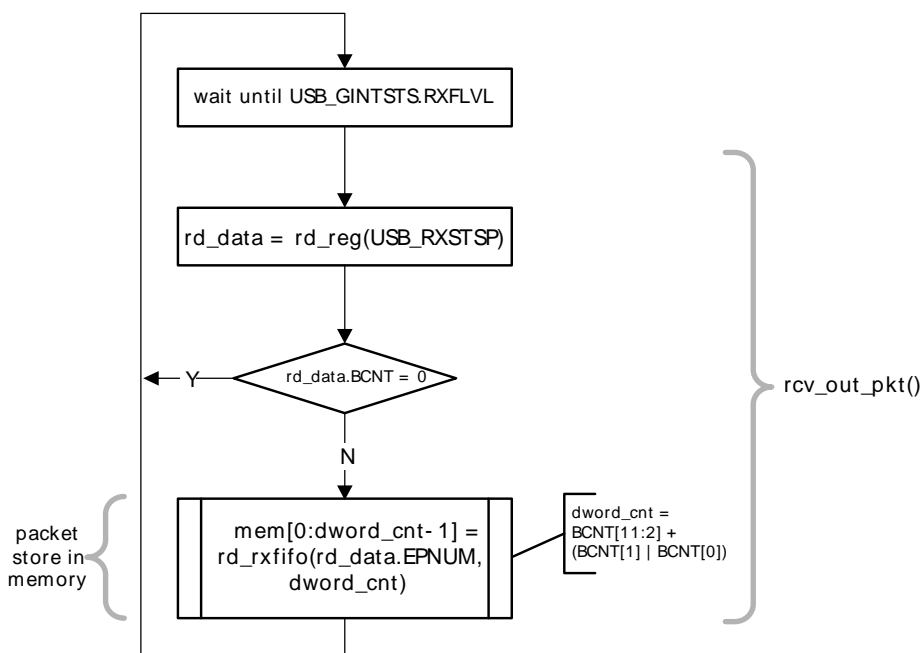 wait until USB_GINTSTS.RXFLVL
rd_data = rd_reg(USB_RXSTSP)
rd_data.BCNT = 0
Y
rcv_out_pkt()
N
packet
store in
memory
mem[0:dword_cnt-1] =
rd_rxfifo(rd_data.EPNUM,
dword_cnt)
dword_cnt =
BCNT[11:2] +
(BCNT[1] | BCNT[0])